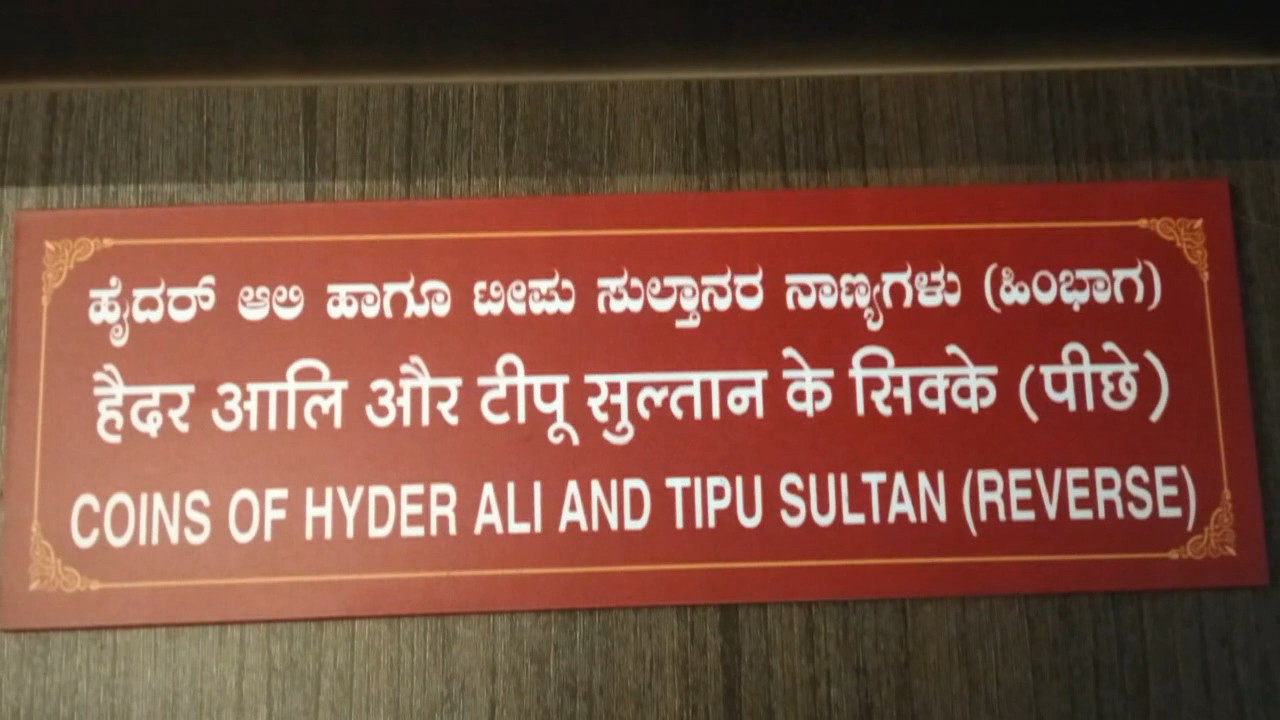 ಹೈದರ್ ಆಲಿ ಹಾಗೂ ಟೀಪು ಸುಲ್ತಾನರ ನಾಣ್ಯಗಳು (ಹಿಂಭಾಗ)
हैदर आलि और टीपू सुल्तान के सिक्के (पीछे)
COINS OF HYDER ALI AND TIPU SULTAN (REVERSE)